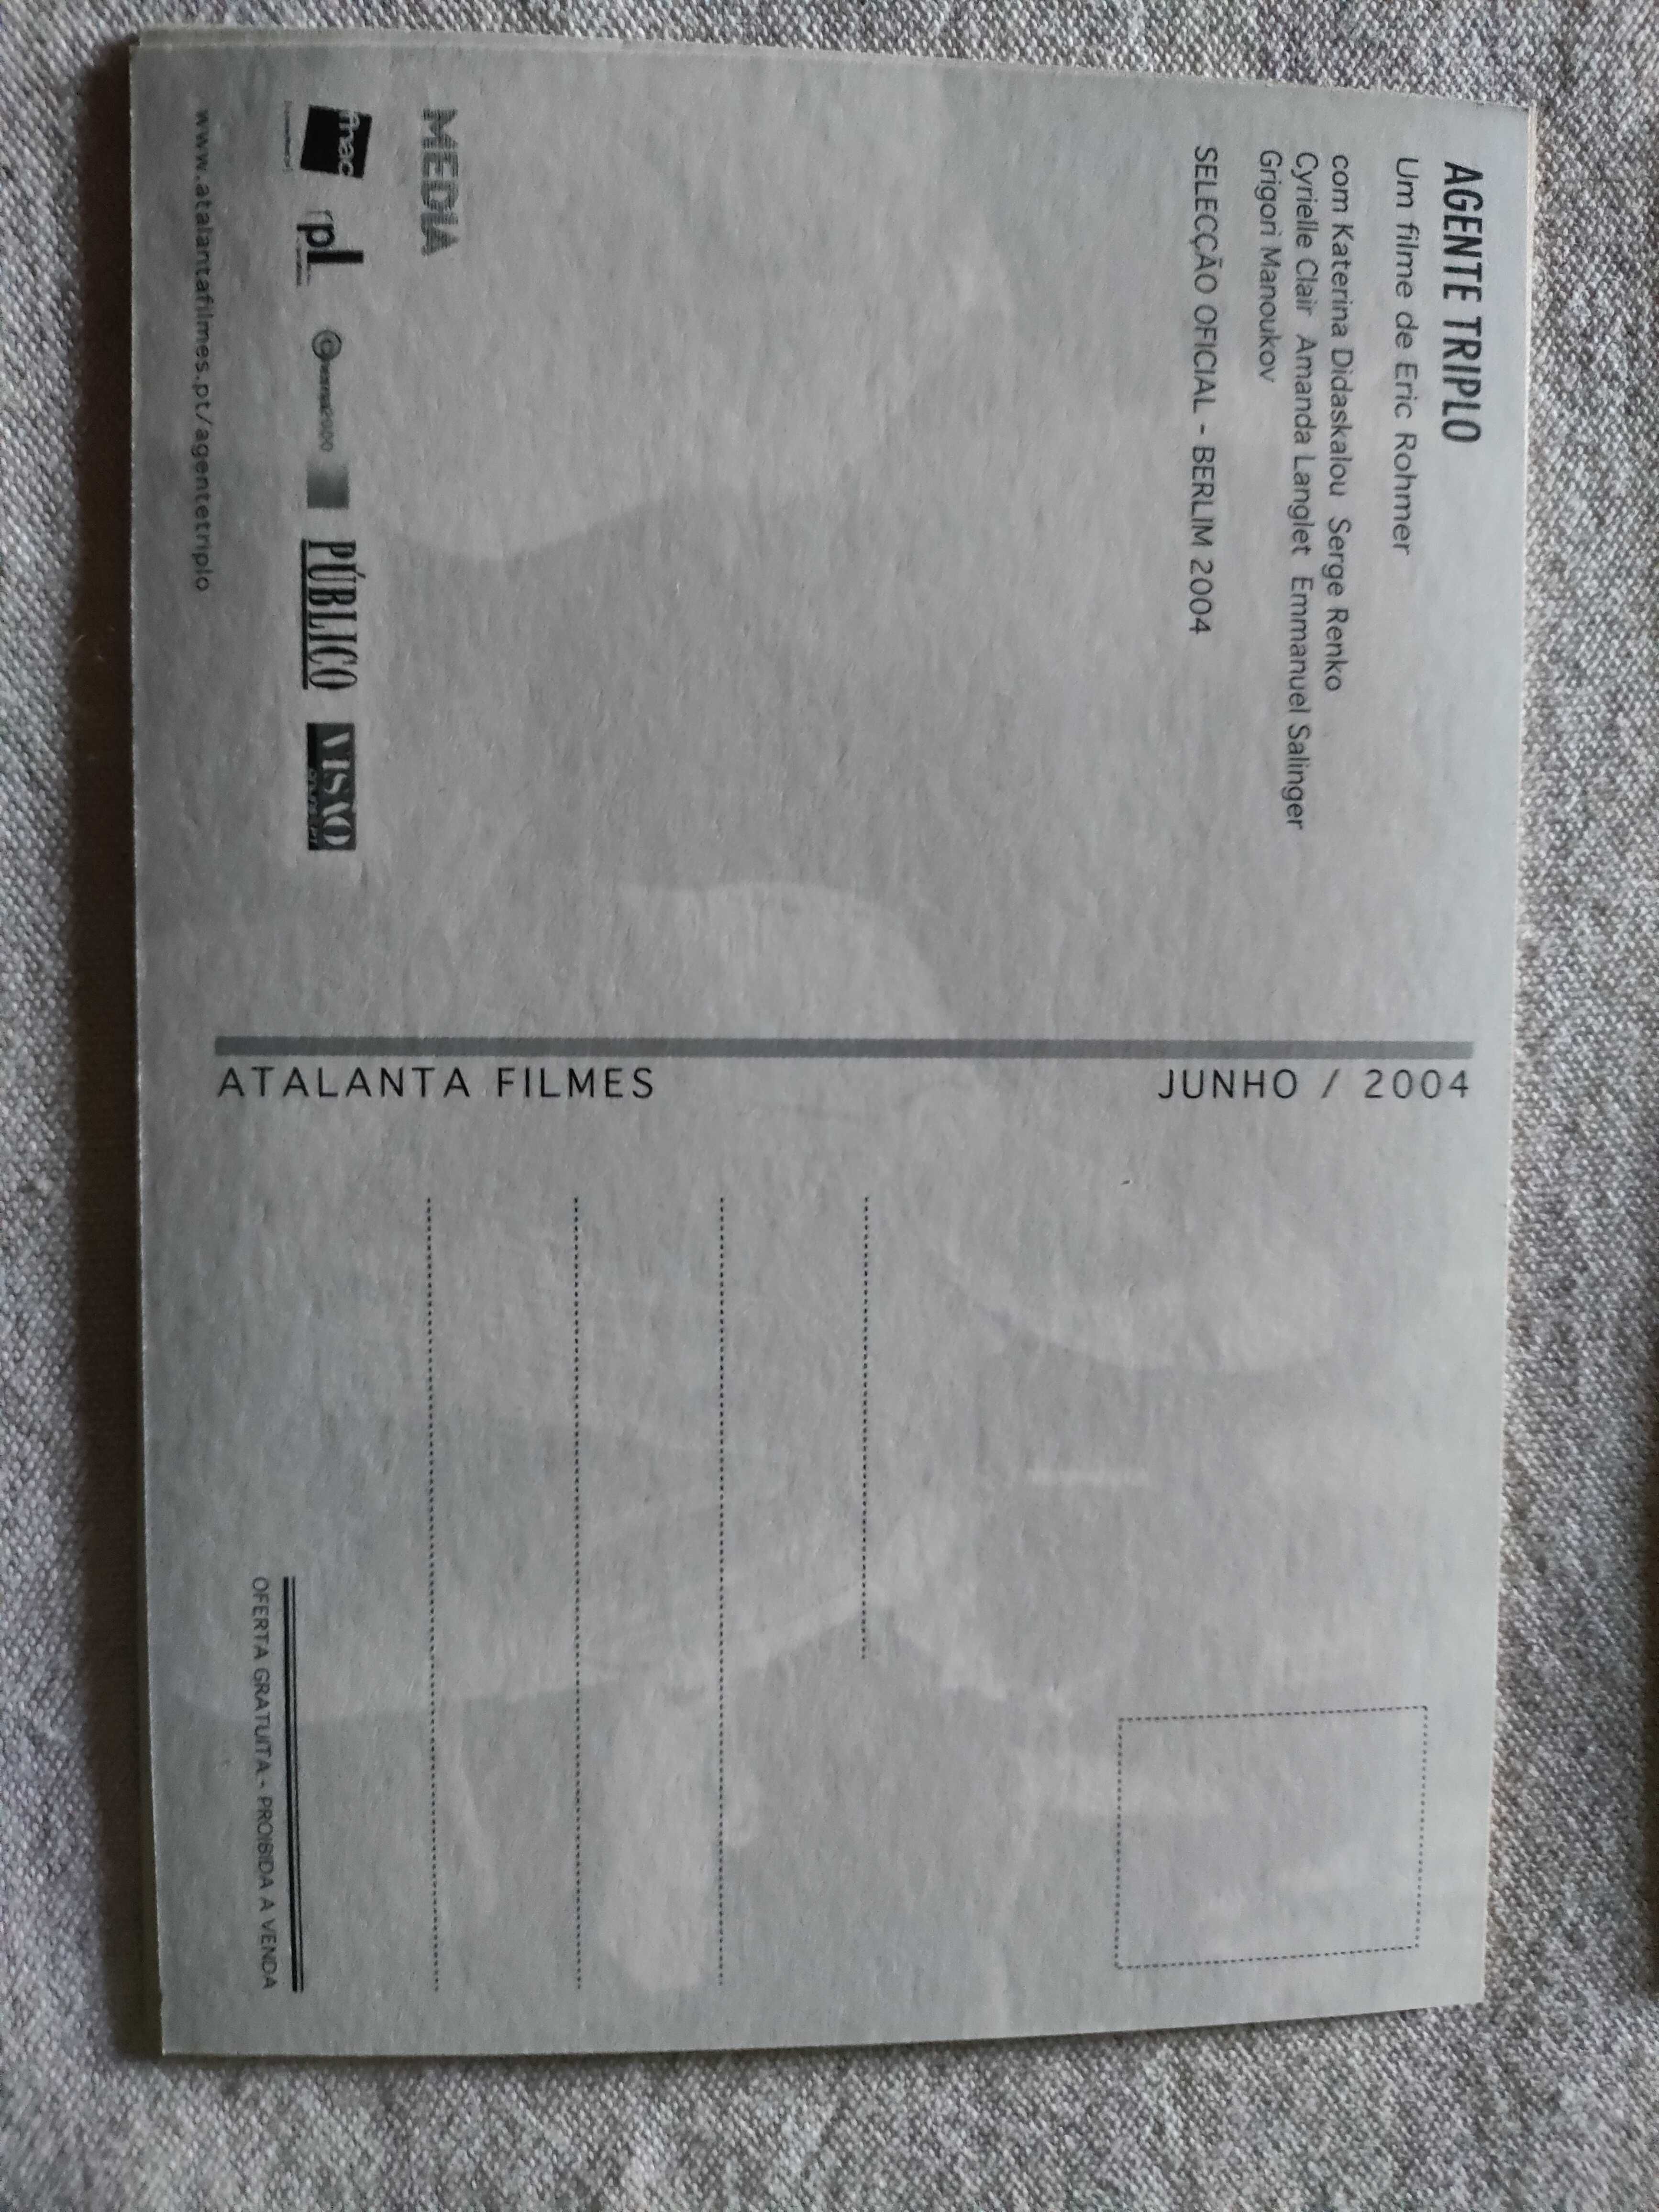 AGENTE TRIPLO
Um filme de Eric Rohmer
com Katerina Didaskalou Serge Renko
Cyrielle Clair Amanda Langlet Emmanuel Salinger
Grigori Manoukov
SELECÇÃO OFICIAL - BERLIM 2004
MEDIA
fnac rpl PÚBLICO VISÃO
www.atalantafilmes.pt/agentetriplo
ATALANTA FILMES JUNHO / 2004
OFERTA GRATUITA - PROIBIDA A VENDA